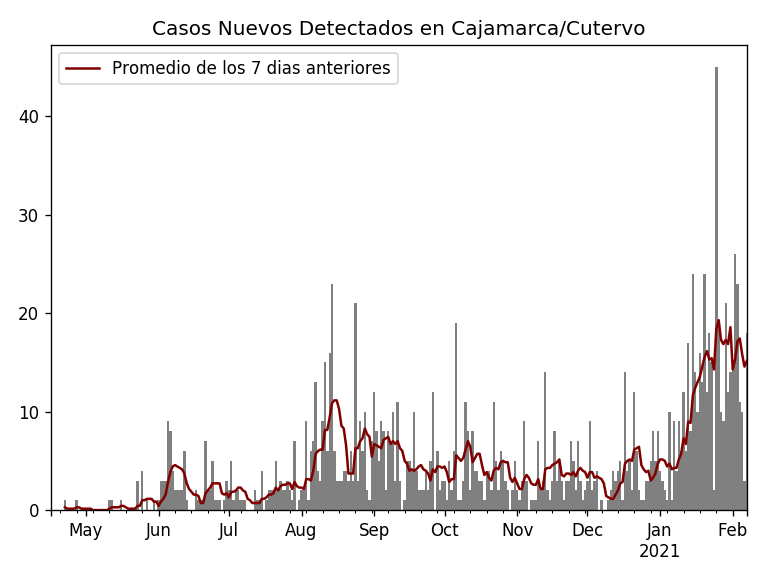 Casos Nuevos Detectados en Cajamarca/Cutervo
Promedio de los 7 dias anteriores
40
30
20
10
0
May Jun Jul Aug Sep Oct Nov Dec Jan Feb
2021